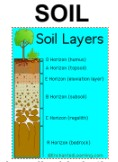 SOIL
Soil Layers
O Horizon (humus)
A Horizon (topsoil)
E Horizon (eluviation layer)
B Horizon (subsoil)
C Horizon (regolith)
R Horizon (bedrock)